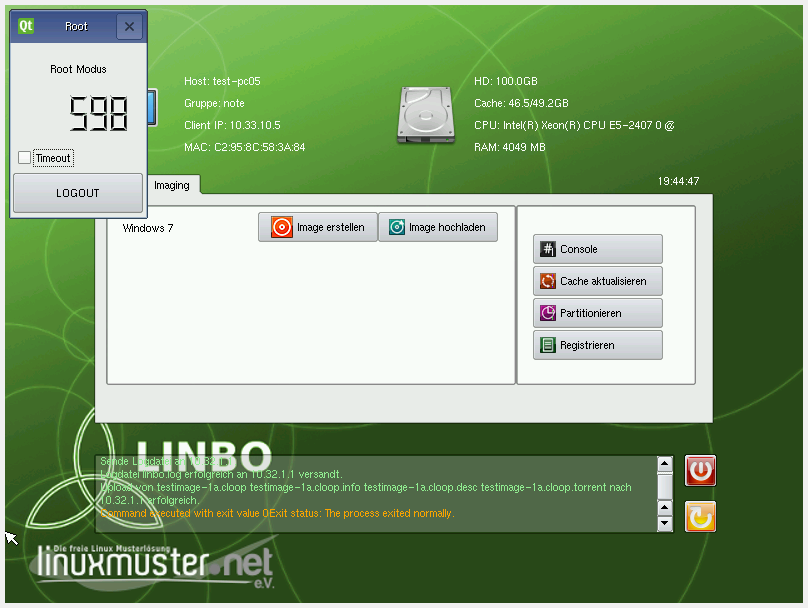 Qt Root
Root Modus
598
Timeout
LOGOUT
Host: test-pc05
Gruppe: note
Client IP: 10.33.10.5
MAC: C2:95:8C:58:3A:84
HD: 100.0GB
Cache: 46.5/49.2GB
CPU: Intel(R) Xeon(R) CPU E5-2407 0 @
RAM: 4049 MB
19:44:47
Imaging
Windows 7
Image erstellen
Image hochladen
Console
Cache aktualisieren
Partitionieren
Registrieren
LINBO
Sende Logdatei an 10.32.1.1
Logdatei linbo.log erfolgreich an 10.32.1.1 versandt.
Upload von testimage-1a.cloop testimage-1a.cloop.info testimage-1a.cloop.desc testimage-1a.cloop.torrent nach
10.32.1.1 erfolgreich.
Command executed with exit value 0Exit status: The process exited normally.
Die freie Linux Musterlösung
linuxmuster.net
e.V.